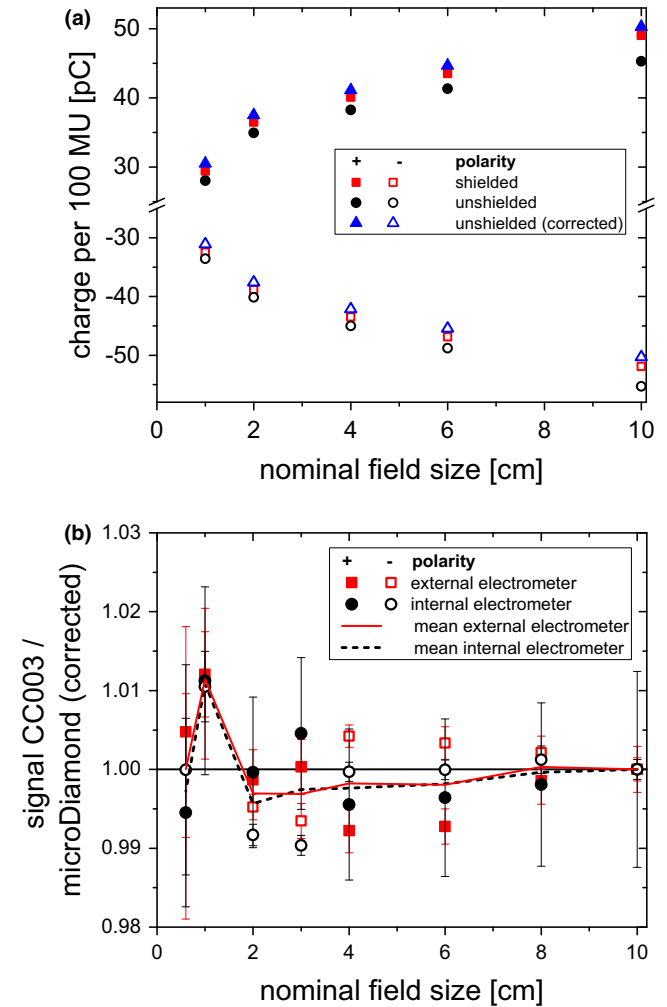 (a)
50
40
30
-30
-40
-50
charge per 100 MU [pC]
+ - polarity
shielded
unshielded
unshielded (corrected)
0 2 4 6 8 10
nominal field size [cm]
(b)
1.03
1.02
1.01
1.00
0.99
0.98
signal CC003 /
microDiamond (corrected)
+ - polarity
external electrometer
internal electrometer
mean external electrometer
mean internal electrometer
0 2 4 6 8 10
nominal field size [cm]